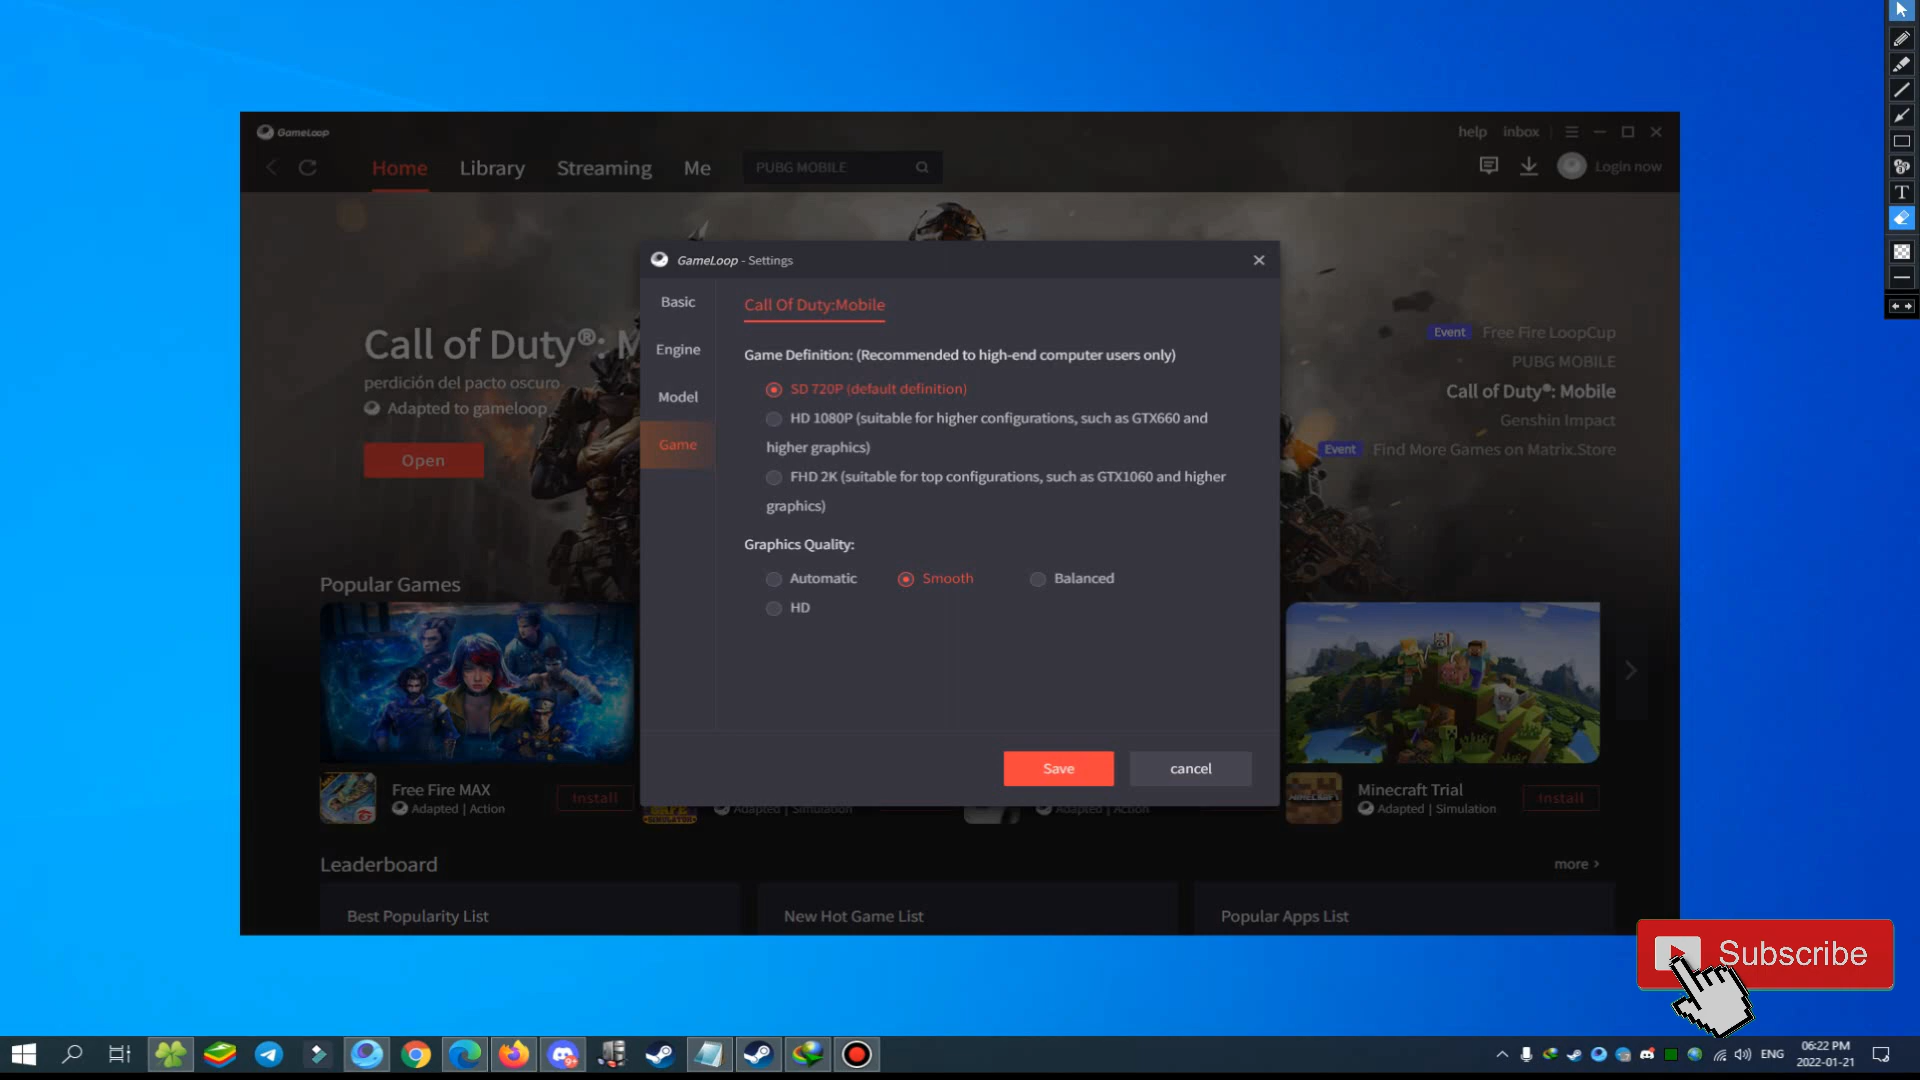 GameLoop
help inbox
Home Library Streaming Me PUBG MOBILE Login now
GameLoop - Settings
Basic
Engine
Model
Game
Call Of Duty:Mobile
Game Definition: (Recommended to high-end computer users only)
SD 720P (default definition)
HD 1080P (suitable for higher configurations, such as GTX660 and
higher graphics)
FHD 2K (suitable for top configurations, such as GTX1060 and higher
graphics)
Graphics Quality:
Automatic Smooth Balanced
HD
Save cancel
Call of Duty®: M
perdición del pacto oscuro
Adapted to gameloop
Open
Event Free Fire LoopCup
PUBG MOBILE
Call of Duty®: Mobile
Genshin Impact
Event Find More Games on Matrix.Store
Popular Games
Free Fire MAX
Adapted | Action
Install
Adapted | Simulation
Adapted | Action
Minecraft Trial
Adapted | Simulation
Install
Leaderboard
more >
Best Popularity List
New Hot Game List
Popular Apps List
Subscribe
ENG
06:22 PM
2022-01-21